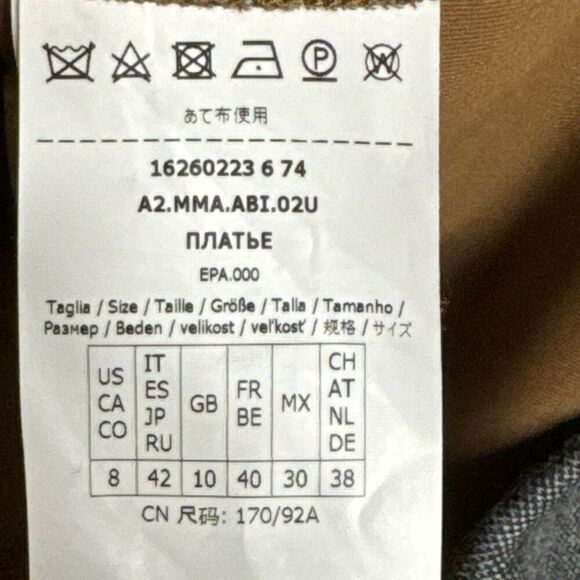 P W
あて布使用
16260223 6 74
A2.MMA.ABI.02U
ПЛАТЬЕ
EPA.000
Taglia / Size / Taille / Größe / Talla / Tamanho /
Размер / Beden / velikost / veľkosť / 规格 / サイズ
US CA CO
IT ES JP RU
GB
FR BE
MX
CH AT NL DE
8 42 10 40 30 38
CN 尺码: 170/92A